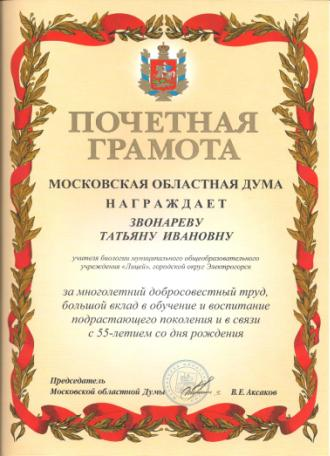 ПОЧЕТНАЯ
ГРАМОТА
МОСКОВСКАЯ ОБЛАСТНАЯ ДУМА
НАГРАЖДАЕТ
ЗВОНАРЕВУ
ТАТЬЯНУ ИВАНОВНУ
учителя биологии муниципального общеобразовательного
учреждения «Лицей», городской округ Электрогорск
за многолетний добросовестный труд,
большой вклад в обучение и воспитание
подрастающего поколения и в связи
с 55-летием со дня рождения
Председатель
Московской областной Думы В.Е. Аксаков